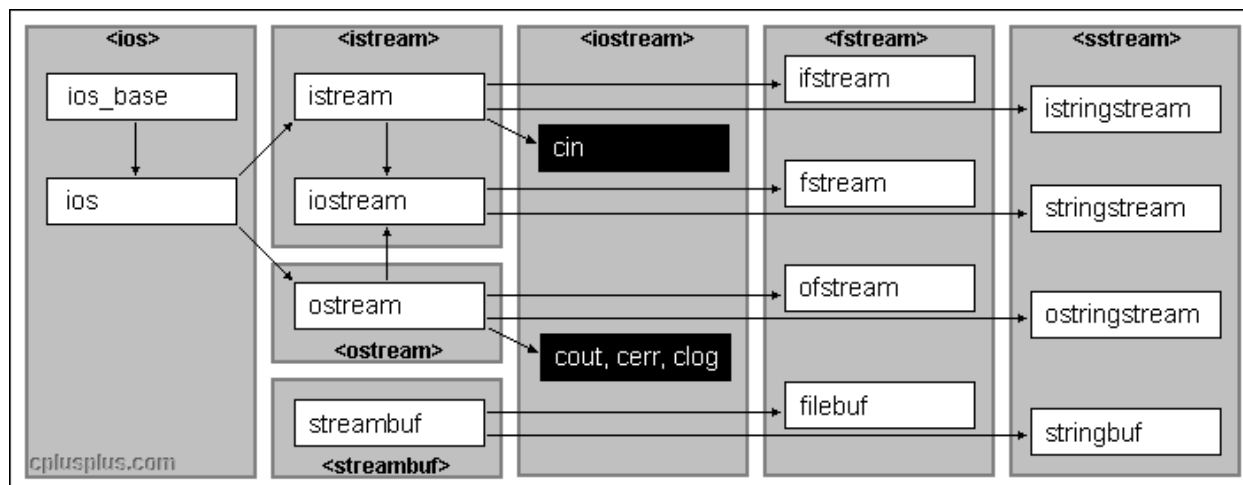 <ios>
ios_base
ios
<istream>
istream
iostream
ostream
<ostream>
streambuf
<streambuf>
<iostream>
cin
cout, cerr, clog
<fstream>
ifstream
fstream
ofstream
filebuf
<sstream>
istringstream
stringstream
ostringstream
stringbuf
cplusplus.com